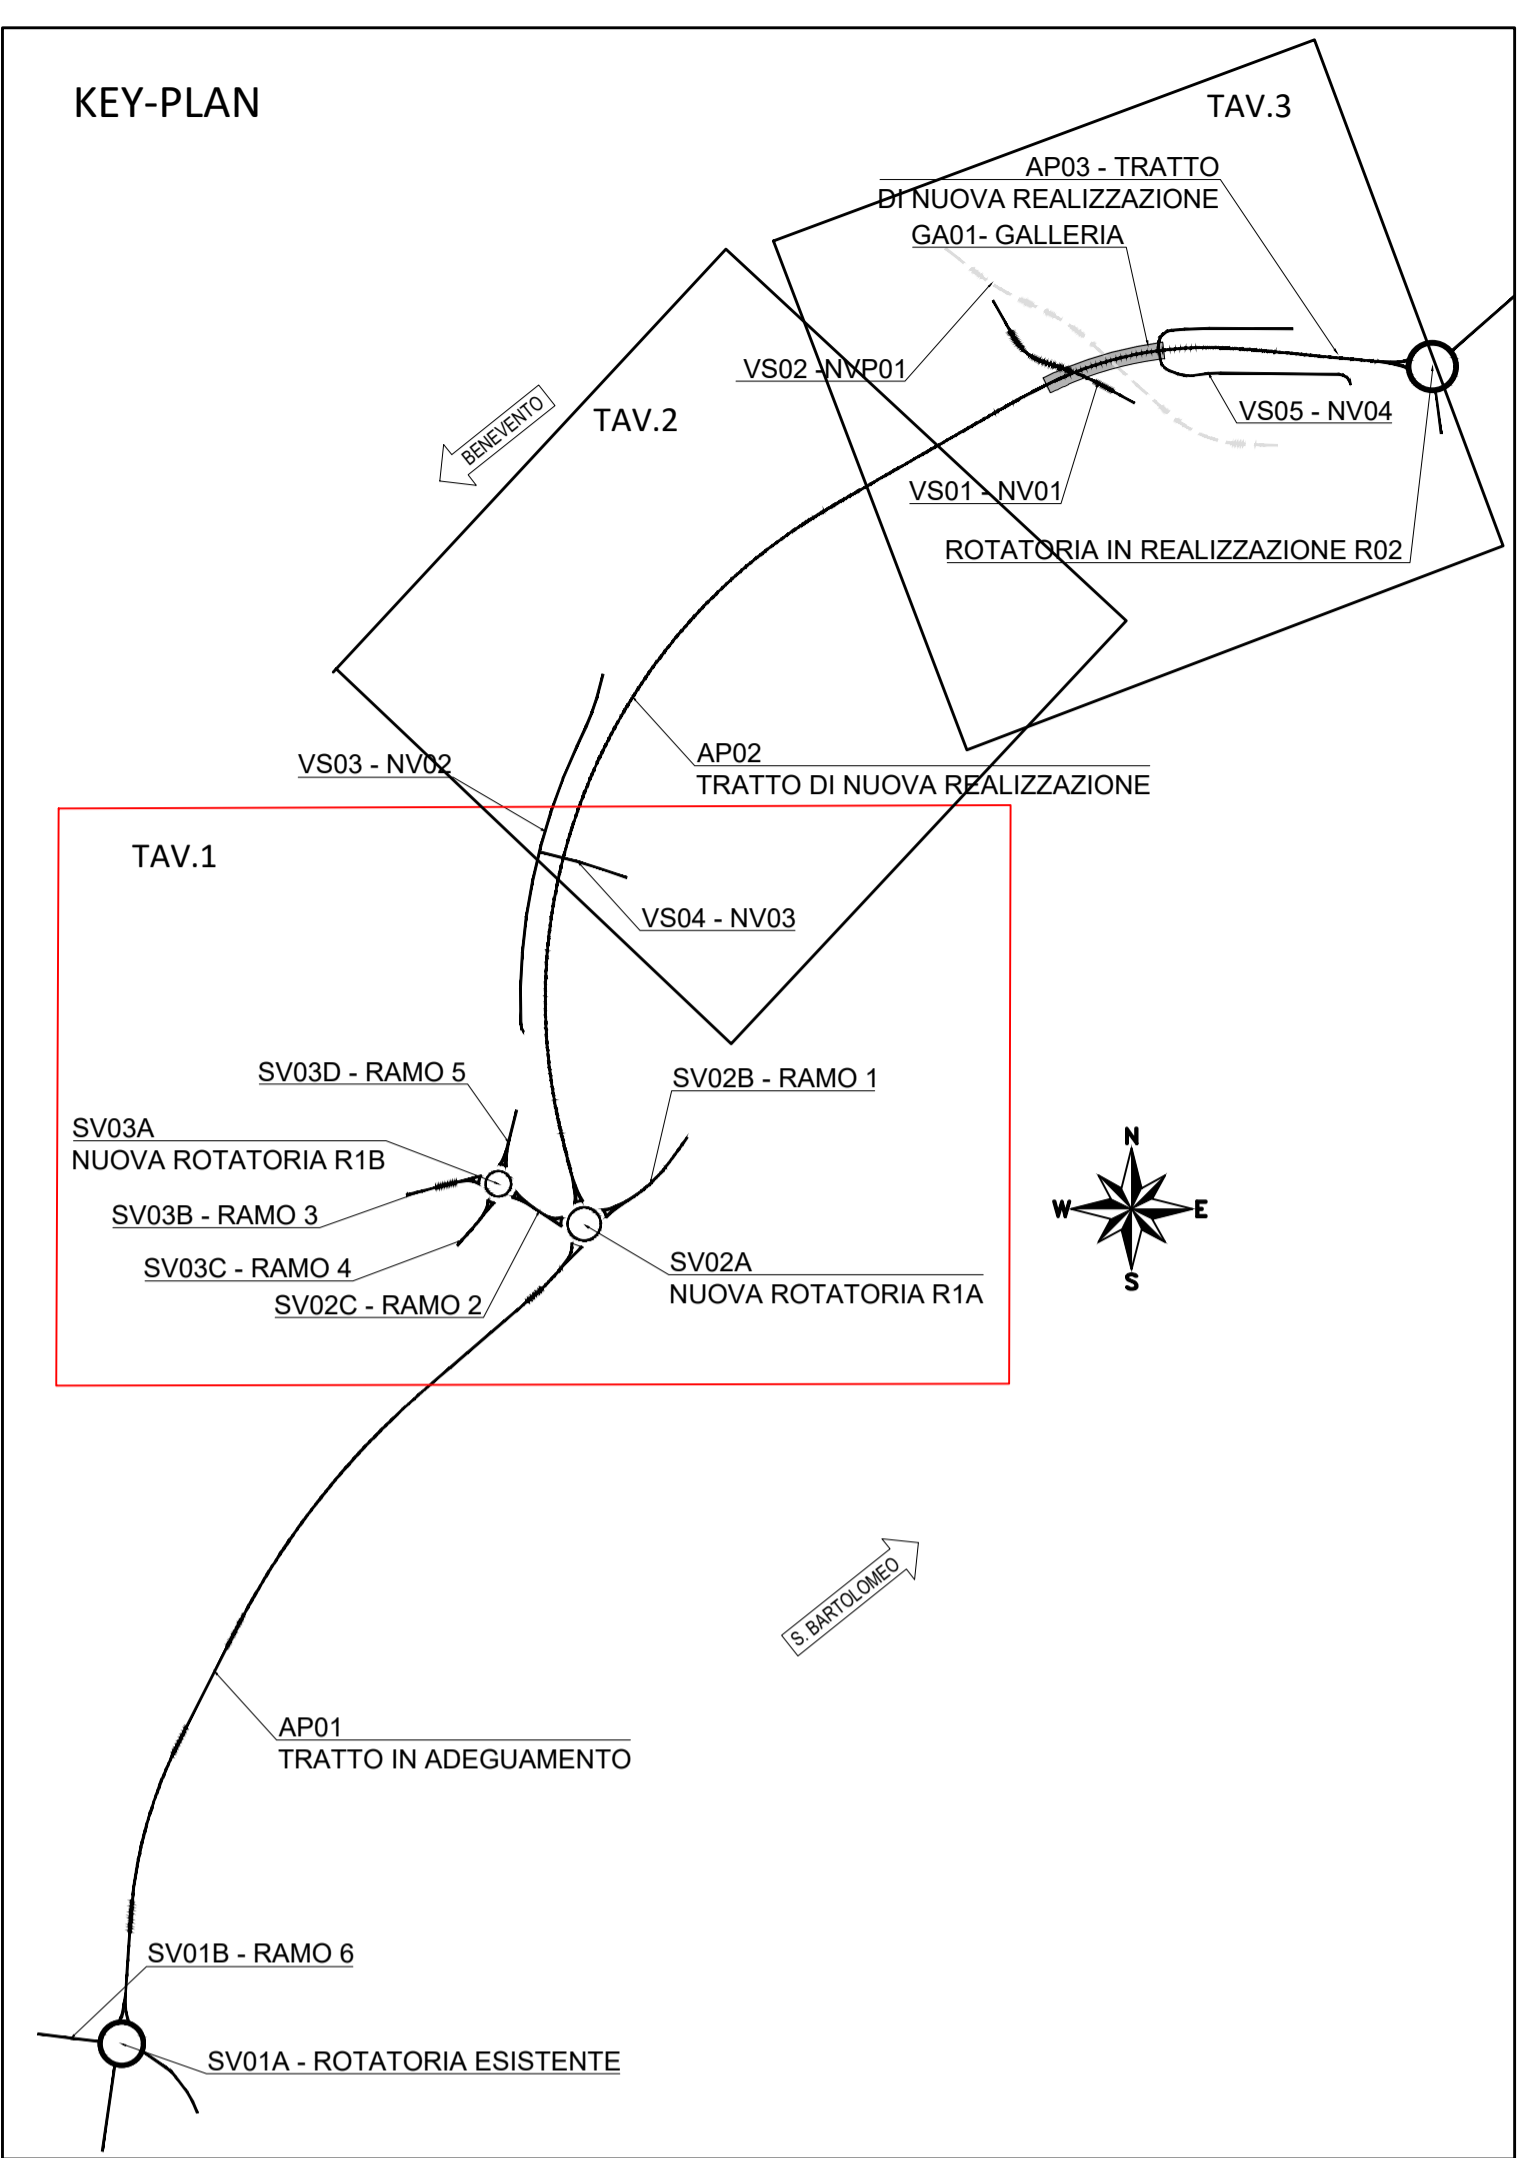 KEY-PLAN
TAV.3
AP03 - TRATTO
DI NUOVA REALIZZAZIONE
GA01- GALLERIA
VS02 -NVP01
BENEVENTO
TAV.2
VS05 - NV04
VS01 - NV01
ROTATORIA IN REALIZZAZIONE R02
AP02
TRATTO DI NUOVA REALIZZAZIONE
VS03 - NV02
TAV.1
VS04 - NV03
SV03D - RAMO 5
SV02B - RAMO 1
SV03A
NUOVA ROTATORIA R1B
SV03B - RAMO 3
SV03C - RAMO 4
SV02C - RAMO 2
SV02A
NUOVA ROTATORIA R1A
N
W
E
S
S. BARTOLOMEO
AP01
TRATTO IN ADEGUAMENTO
SV01B - RAMO 6
SV01A - ROTATORIA ESISTENTE